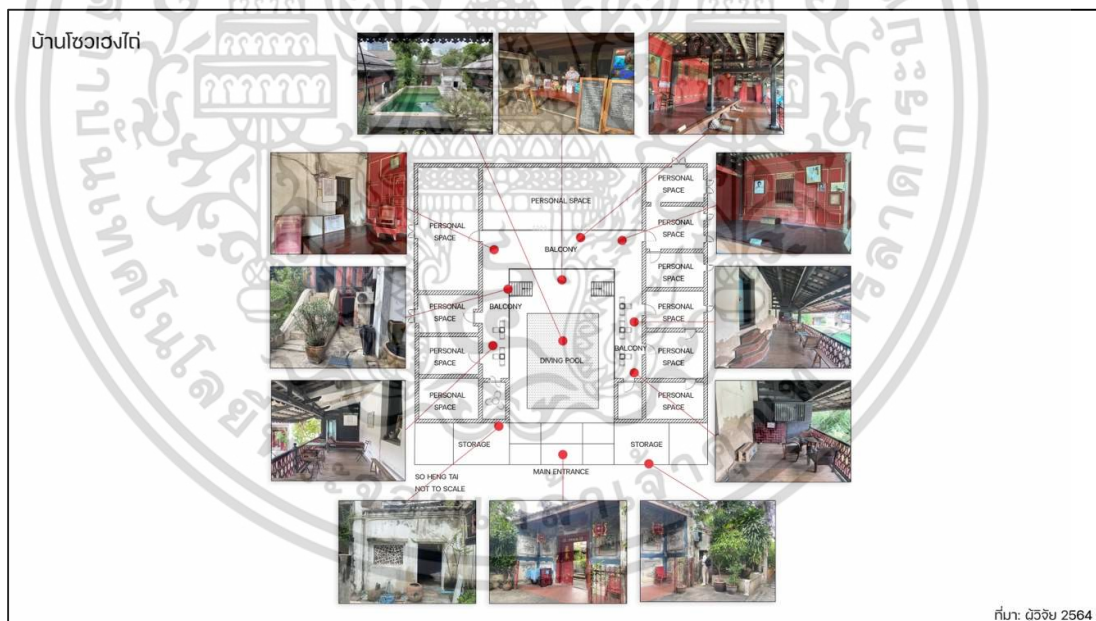 บ้านโซวเฮงไถ่
PERSONAL
SPACE
PERSONAL SPACE
PERSONAL
SPACE
PERSONAL
SPACE
BALCONY
PERSONAL
SPACE
PERSONAL
SPACE
BALCONY
PERSONAL
SPACE
PERSONAL
SPACE
DIVING POOL
BALCONY
PERSONAL
SPACE
PERSONAL
SPACE
PERSONAL
SPACE
STORAGE
STORAGE
MAIN ENTRANCE
SO HENG TAI
NOT TO SCALE
ที่มา: ผู้วิจัย 2564